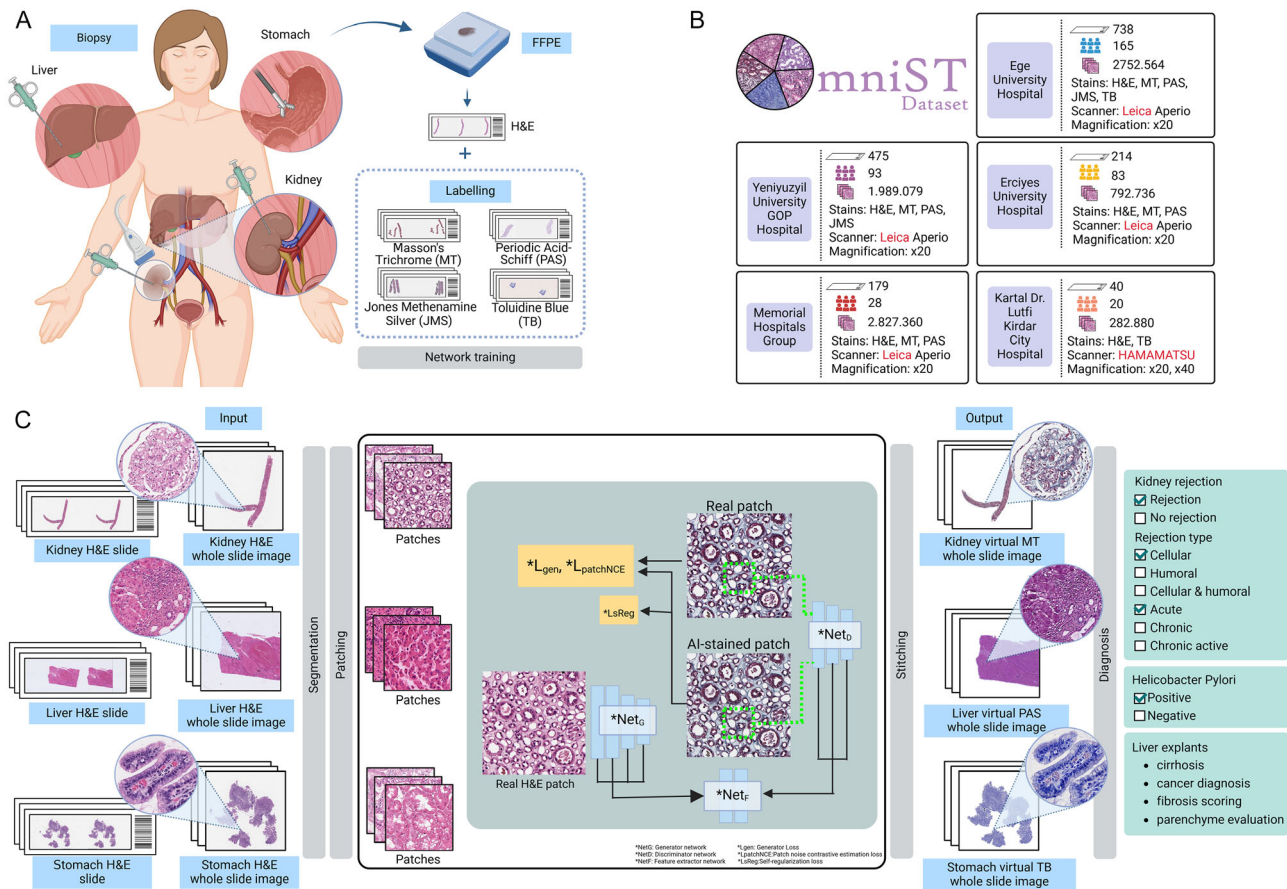 A
Biopsy
Liver
Stomach
Kidney
FFPE
H&E
+
Labelling
Masson's
Trichrome (MT)
Periodic Acid-
Schiff (PAS)
Jones Methenamine
Silver (JMS)
Toluidine Blue
(TB)
Network training
B
mniST
Dataset
Ege
University
Hospital
738
165
2752.564
Stains: H&E, MT, PAS,
JMS, TB
Scanner: Leica Aperio
Magnification: x20
Yeniyuzyil
University
GOP
Hospital
475
93
1.989.079
Stains: H&E, MT, PAS,
JMS
Scanner: Leica Aperio
Magnification: x20
Erciyes
University
Hospital
214
83
792.736
Stains: H&E, MT, PAS
Scanner: Leica Aperio
Magnification: x20
Memorial
Hospitals
Group
179
28
2.827.360
Stains: H&E, MT, PAS
Scanner: Leica Aperio
Magnification: x20
Kartal Dr.
Lutfi
Kirdar
City
Hospital
40
20
282.880
Stains: H&E, TB
Scanner: HAMAMATSU
Magnification: x20, x40
C
Input
Kidney H&E slide
Kidney H&E
whole slide image
Liver H&E slide
Liver H&E
whole slide image
Stomach H&E
slide
Stomach H&E
whole slide image
Segmentation
Patching
Patches
Patches
Patches
Real patch
*Lgen, *LpatchNCE
*LsReg
AI-stained patch
*NetD
*NetG
Real H&E patch
*NetF
*NetG: Generator network
*NetD: Discriminator network
*NetF: Feature extractor network
*Lgen: Generator Loss
*LpatchNCE:Patch noise contrastive estimation loss
*LsReg:Self-regularization loss
Stitching
Output
Kidney virtual MT
whole slide image
Liver virtual PAS
whole slide image
Stomach virtual TB
whole slide image
Diagnosis
Kidney rejection
Rejection
No rejection
Rejection type
Cellular
Humoral
Cellular & humoral
Acute
Chronic
Chronic active
Helicobacter Pylori
Positive
Negative
Liver explants
• cirrhosis
• cancer diagnosis
• fibrosis scoring
• parenchyme evaluation